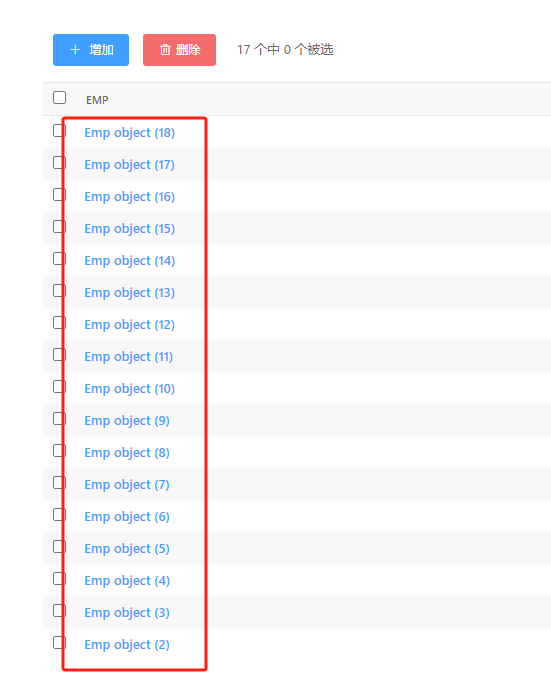 增加 删除 17 个中 0 个被选
EMP
Emp object (18)
Emp object (17)
Emp object (16)
Emp object (15)
Emp object (14)
Emp object (13)
Emp object (12)
Emp object (11)
Emp object (10)
Emp object (9)
Emp object (8)
Emp object (7)
Emp object (6)
Emp object (5)
Emp object (4)
Emp object (3)
Emp object (2)